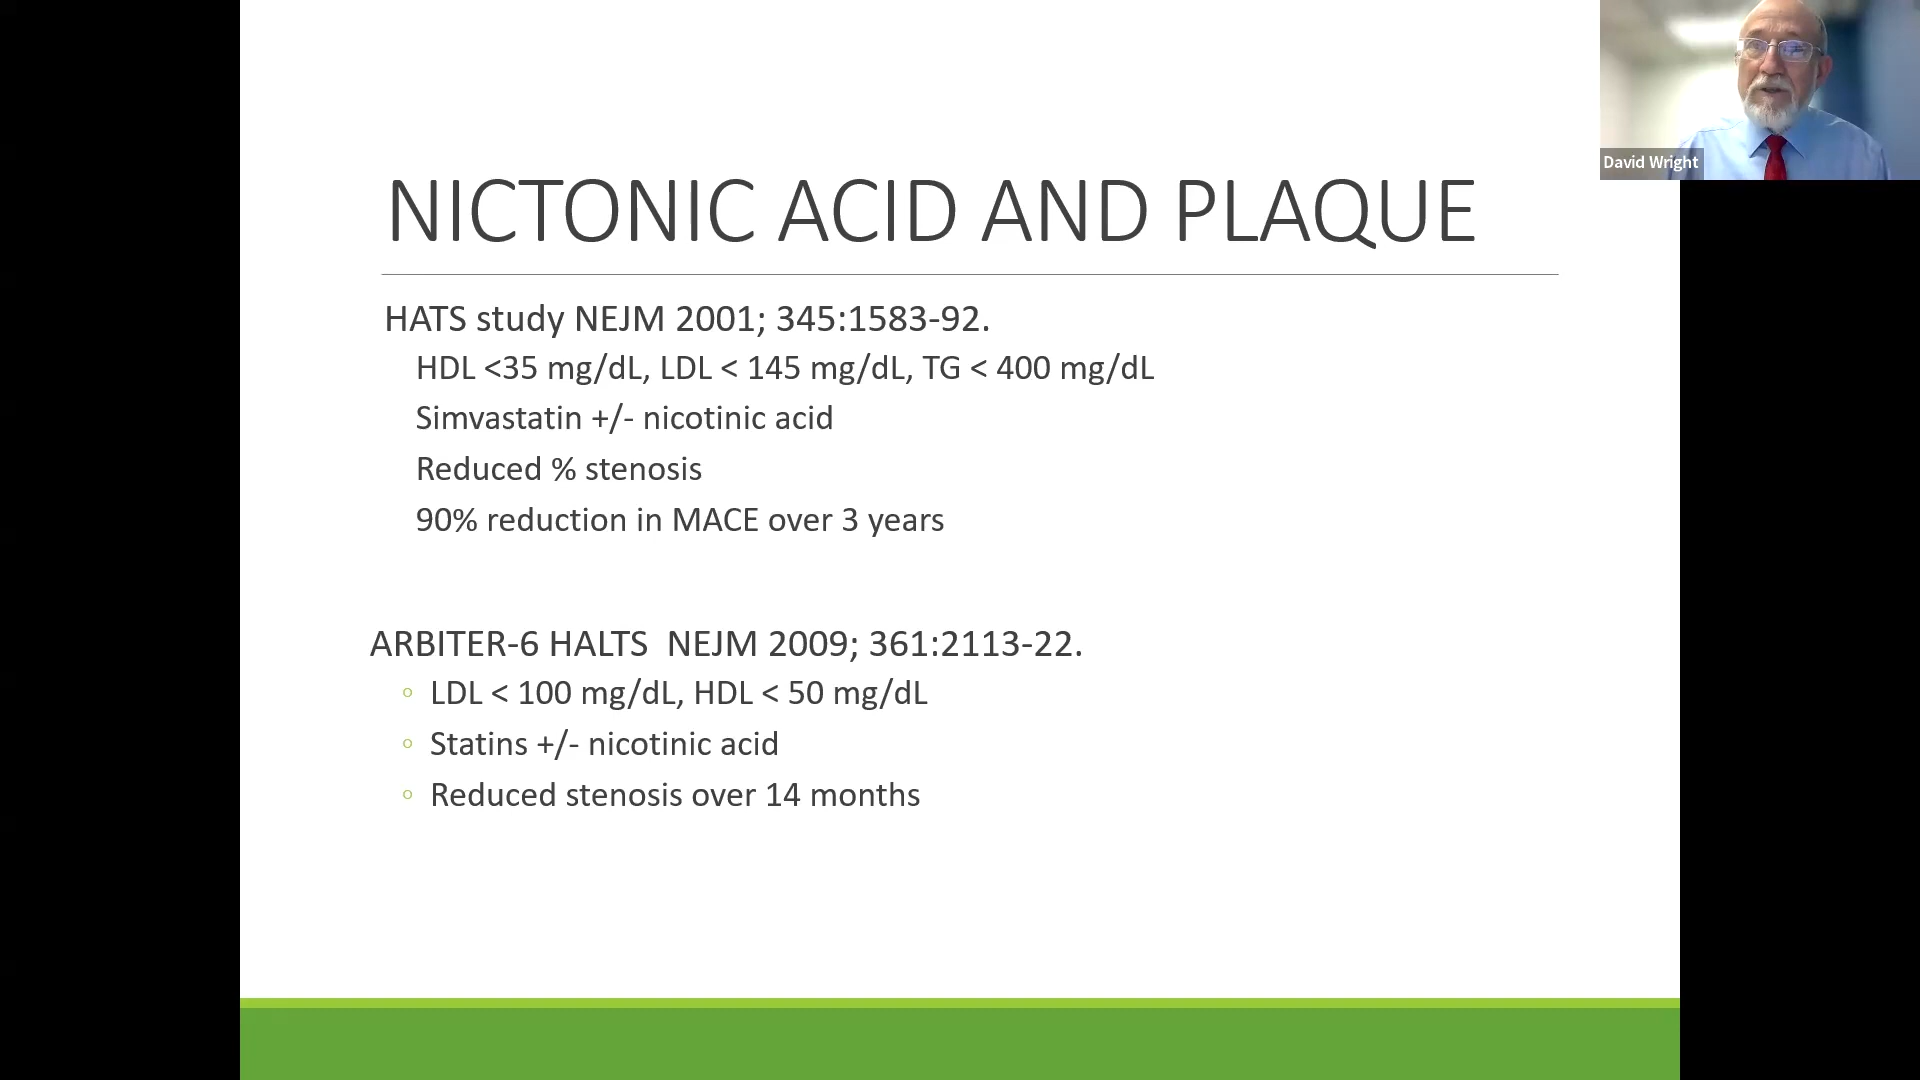 David Wright
NICTONIC ACID AND PLAQUE
HATS study NEJM 2001; 345:1583-92.
HDL <35 mg/dL, LDL < 145 mg/dL, TG < 400 mg/dL
Simvastatin +/- nicotinic acid
Reduced % stenosis
90% reduction in MACE over 3 years
ARBITER-6 HALTS  NEJM 2009; 361:2113-22.
◦ LDL < 100 mg/dL, HDL < 50 mg/dL
◦ Statins +/- nicotinic acid
◦ Reduced stenosis over 14 months